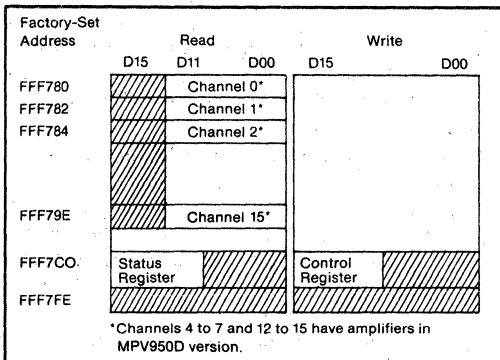 Factory-Set
Address Read Write
D15 D11 D00 D15 D00
FFF780 Channel 0*
FFF782 Channel 1*
FFF784 Channel 2*
FFF79E Channel 15*
FFF7CO Status Register Control Register
FFF7FE
*Channels 4 to 7 and 12 to 15 have amplifiers in
MPV950D version.